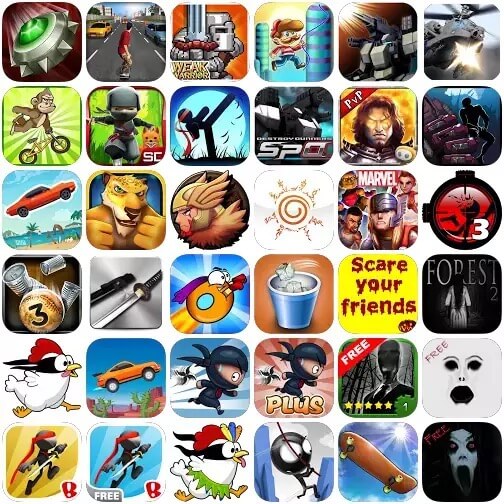 WEAK
WARRIOR
SC
DESTROY GUNNERS
SPΩ
PvP
MARVEL
3
3
Scare
your
friends
FOREST
2
PLUS
FREE
1
FREE
FREE
FREE